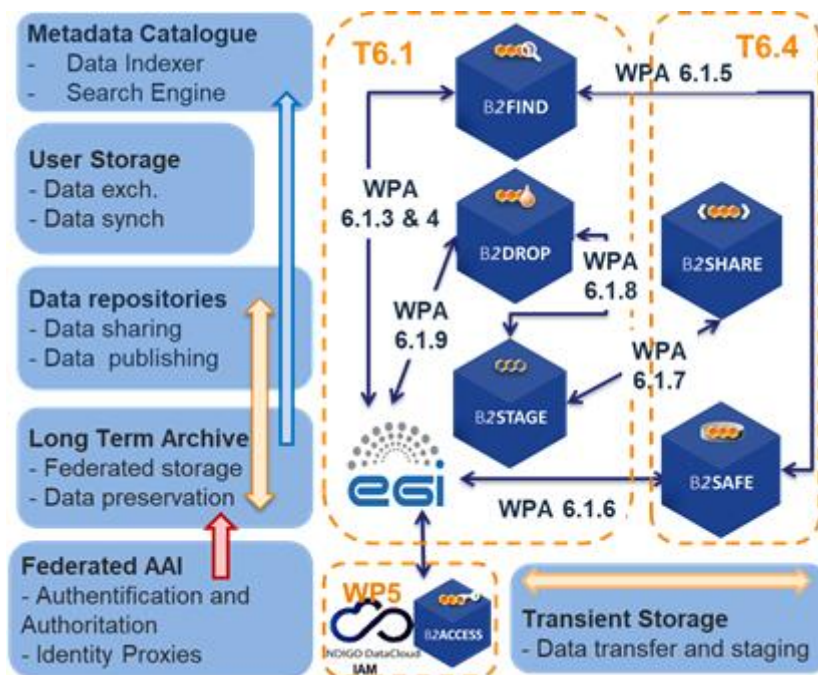 Metadata Catalogue
- Data Indexer
- Search Engine
User Storage
- Data exch.
- Data synch
Data repositories
- Data sharing
- Data publishing
Long Term Archive
- Federated storage
- Data preservation
Federated AAI
- Authentification and
Authoritation
- Identity Proxies
T6.1
T6.4
B2FIND
WPA 6.1.5
WPA
6.1.3 & 4
B2DROP
WPA
6.1.8
B2SHARE
WPA
6.1.9
B2STAGE
WPA
6.1.7
egi
B2SAFE
WPA 6.1.6
WP5
B2ACCESS
INDIGO DataCloud
IAM
Transient Storage
- Data transfer and staging